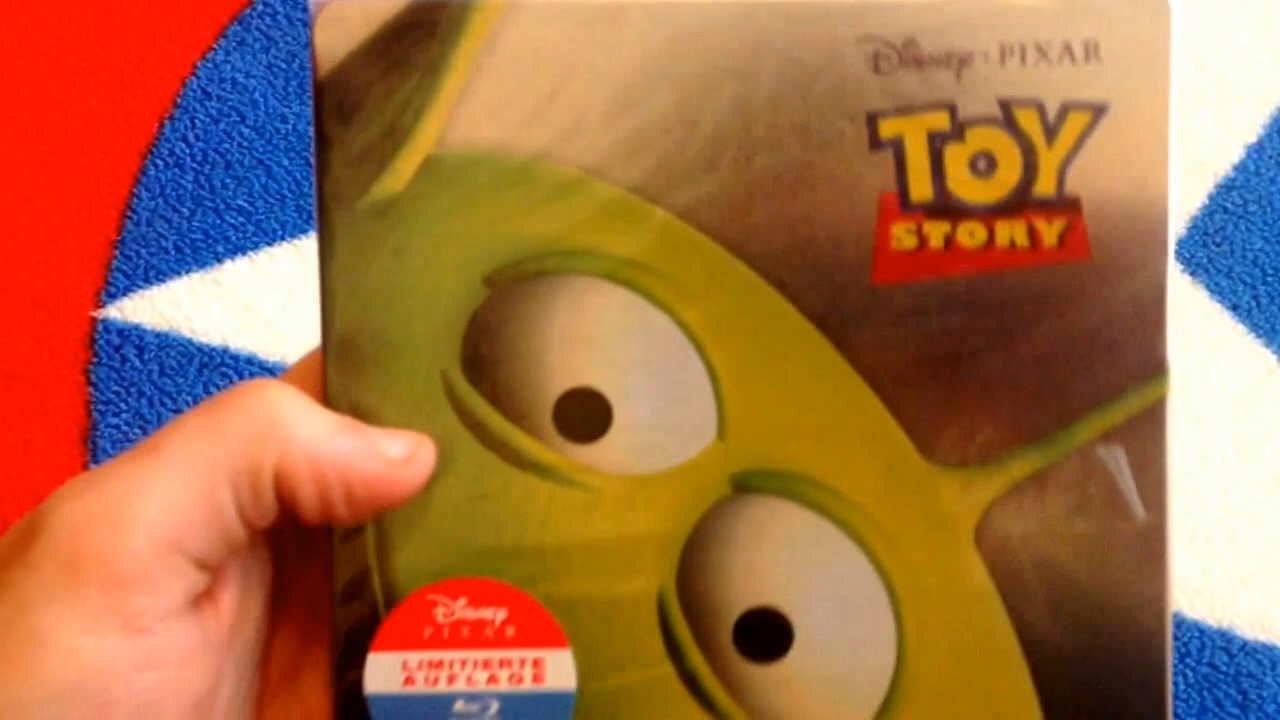 Disney · PIXAR
TOY
STORY
Disney
PIXAR
LIMITIERTE
AUFLAGE